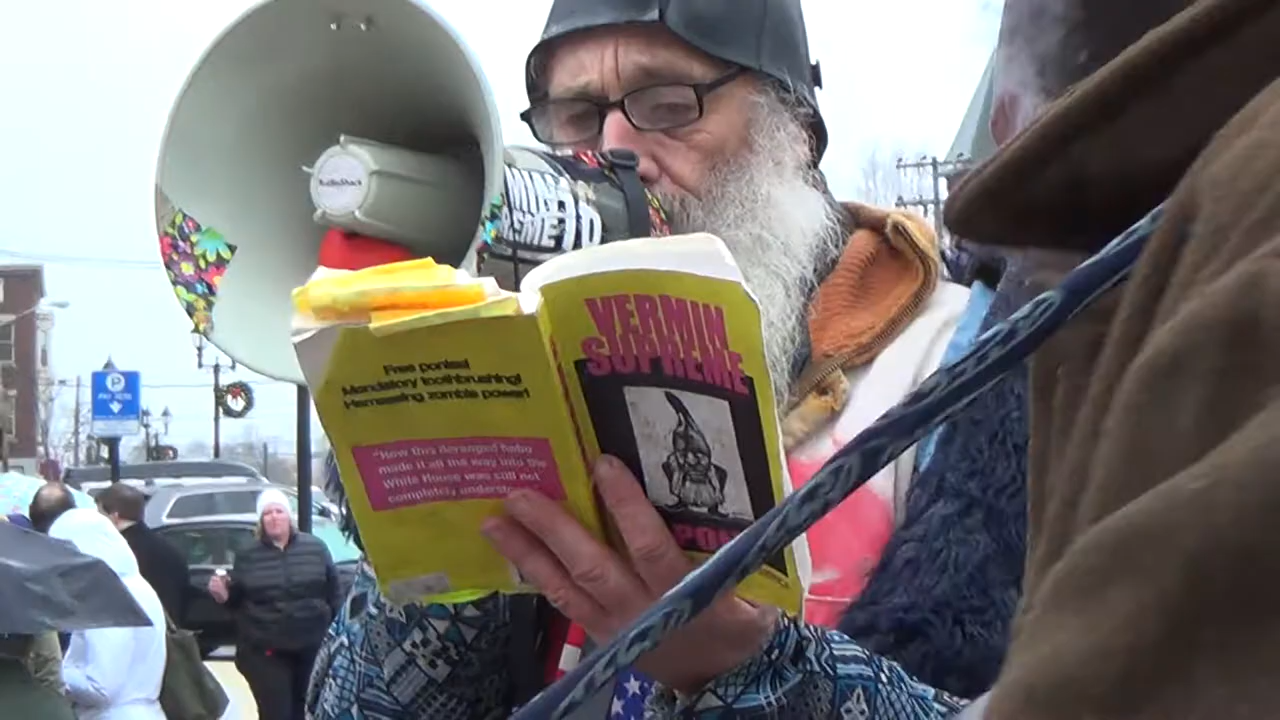 RadioShack
VERMIN
SUPREME
Free ponies!
Mandatory toothbrushing!
Harnessing zombie power!
"How this deranged hobo
made it all the way into the
White House was still not
completely
P
PAY HERE